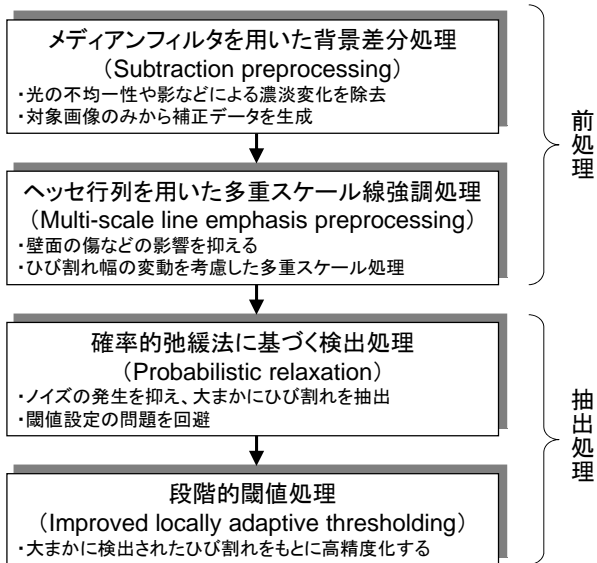 メディアンフィルタを用いた背景差分処理
（Subtraction preprocessing）
・光の不均一性や影などによる濃淡変化を除去
・対象画像のみから補正データを生成
ヘッセ行列を用いた多重スケール線強調処理
（Multi-scale line emphasis preprocessing）
・壁面の傷などの影響を抑える
・ひび割れ幅の変動を考慮した多重スケール処理
前処理
確率的弛緩法に基づく検出処理
（Probabilistic relaxation）
・ノイズの発生を抑え、大まかにひび割れを抽出
・閾値設定の問題を回避
段階的閾値処理
（Improved locally adaptive thresholding）
・大まかに検出されたひび割れをもとに高精度化する
抽出処理